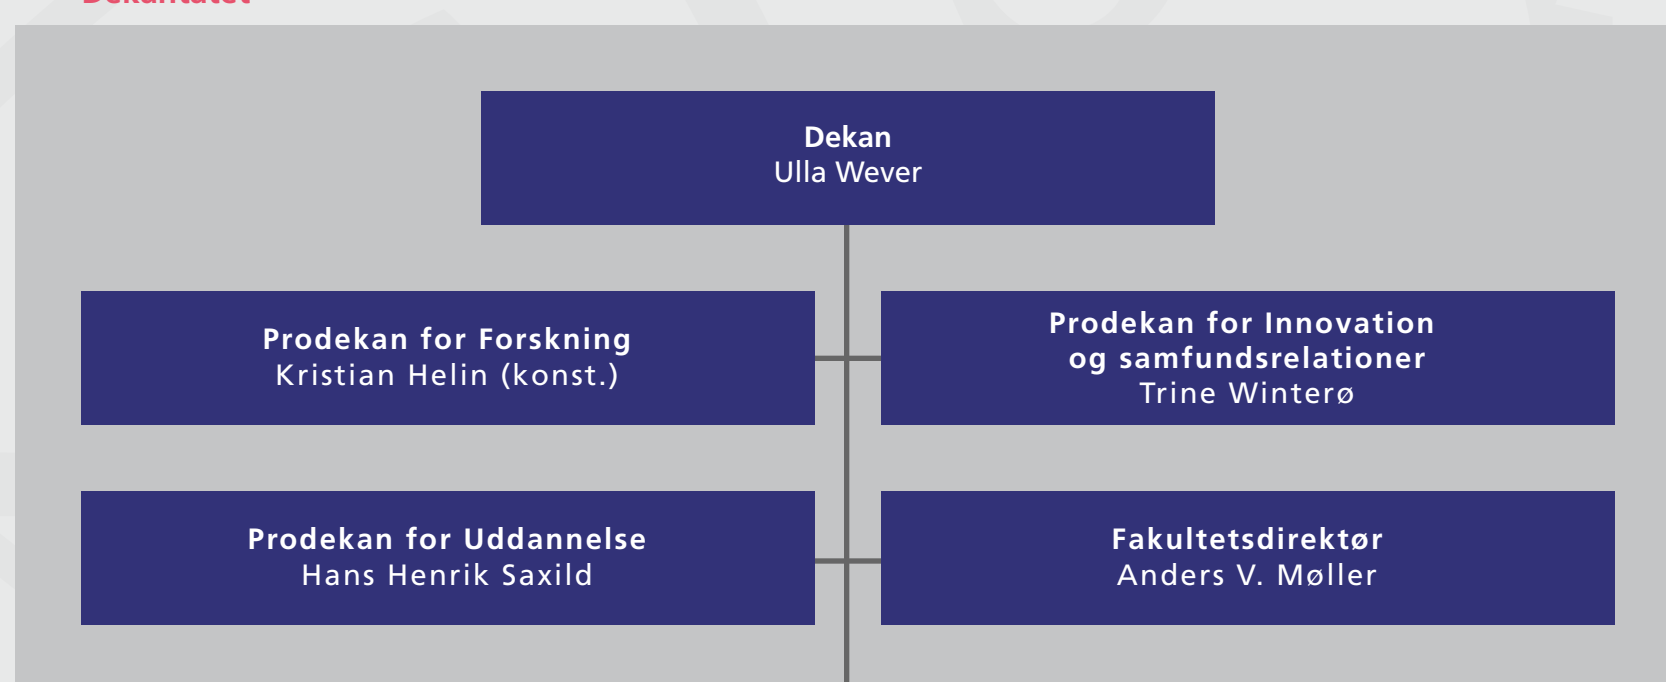 Dekantatet
Dekan
Ulla Wever
Prodekan for Forskning
Kristian Helin (konst.)
Prodekan for Innovation
og samfundsrelationer
Trine Winterø
Prodekan for Uddannelse
Hans Henrik Saxild
Fakultetsdirektør
Anders V. Møller